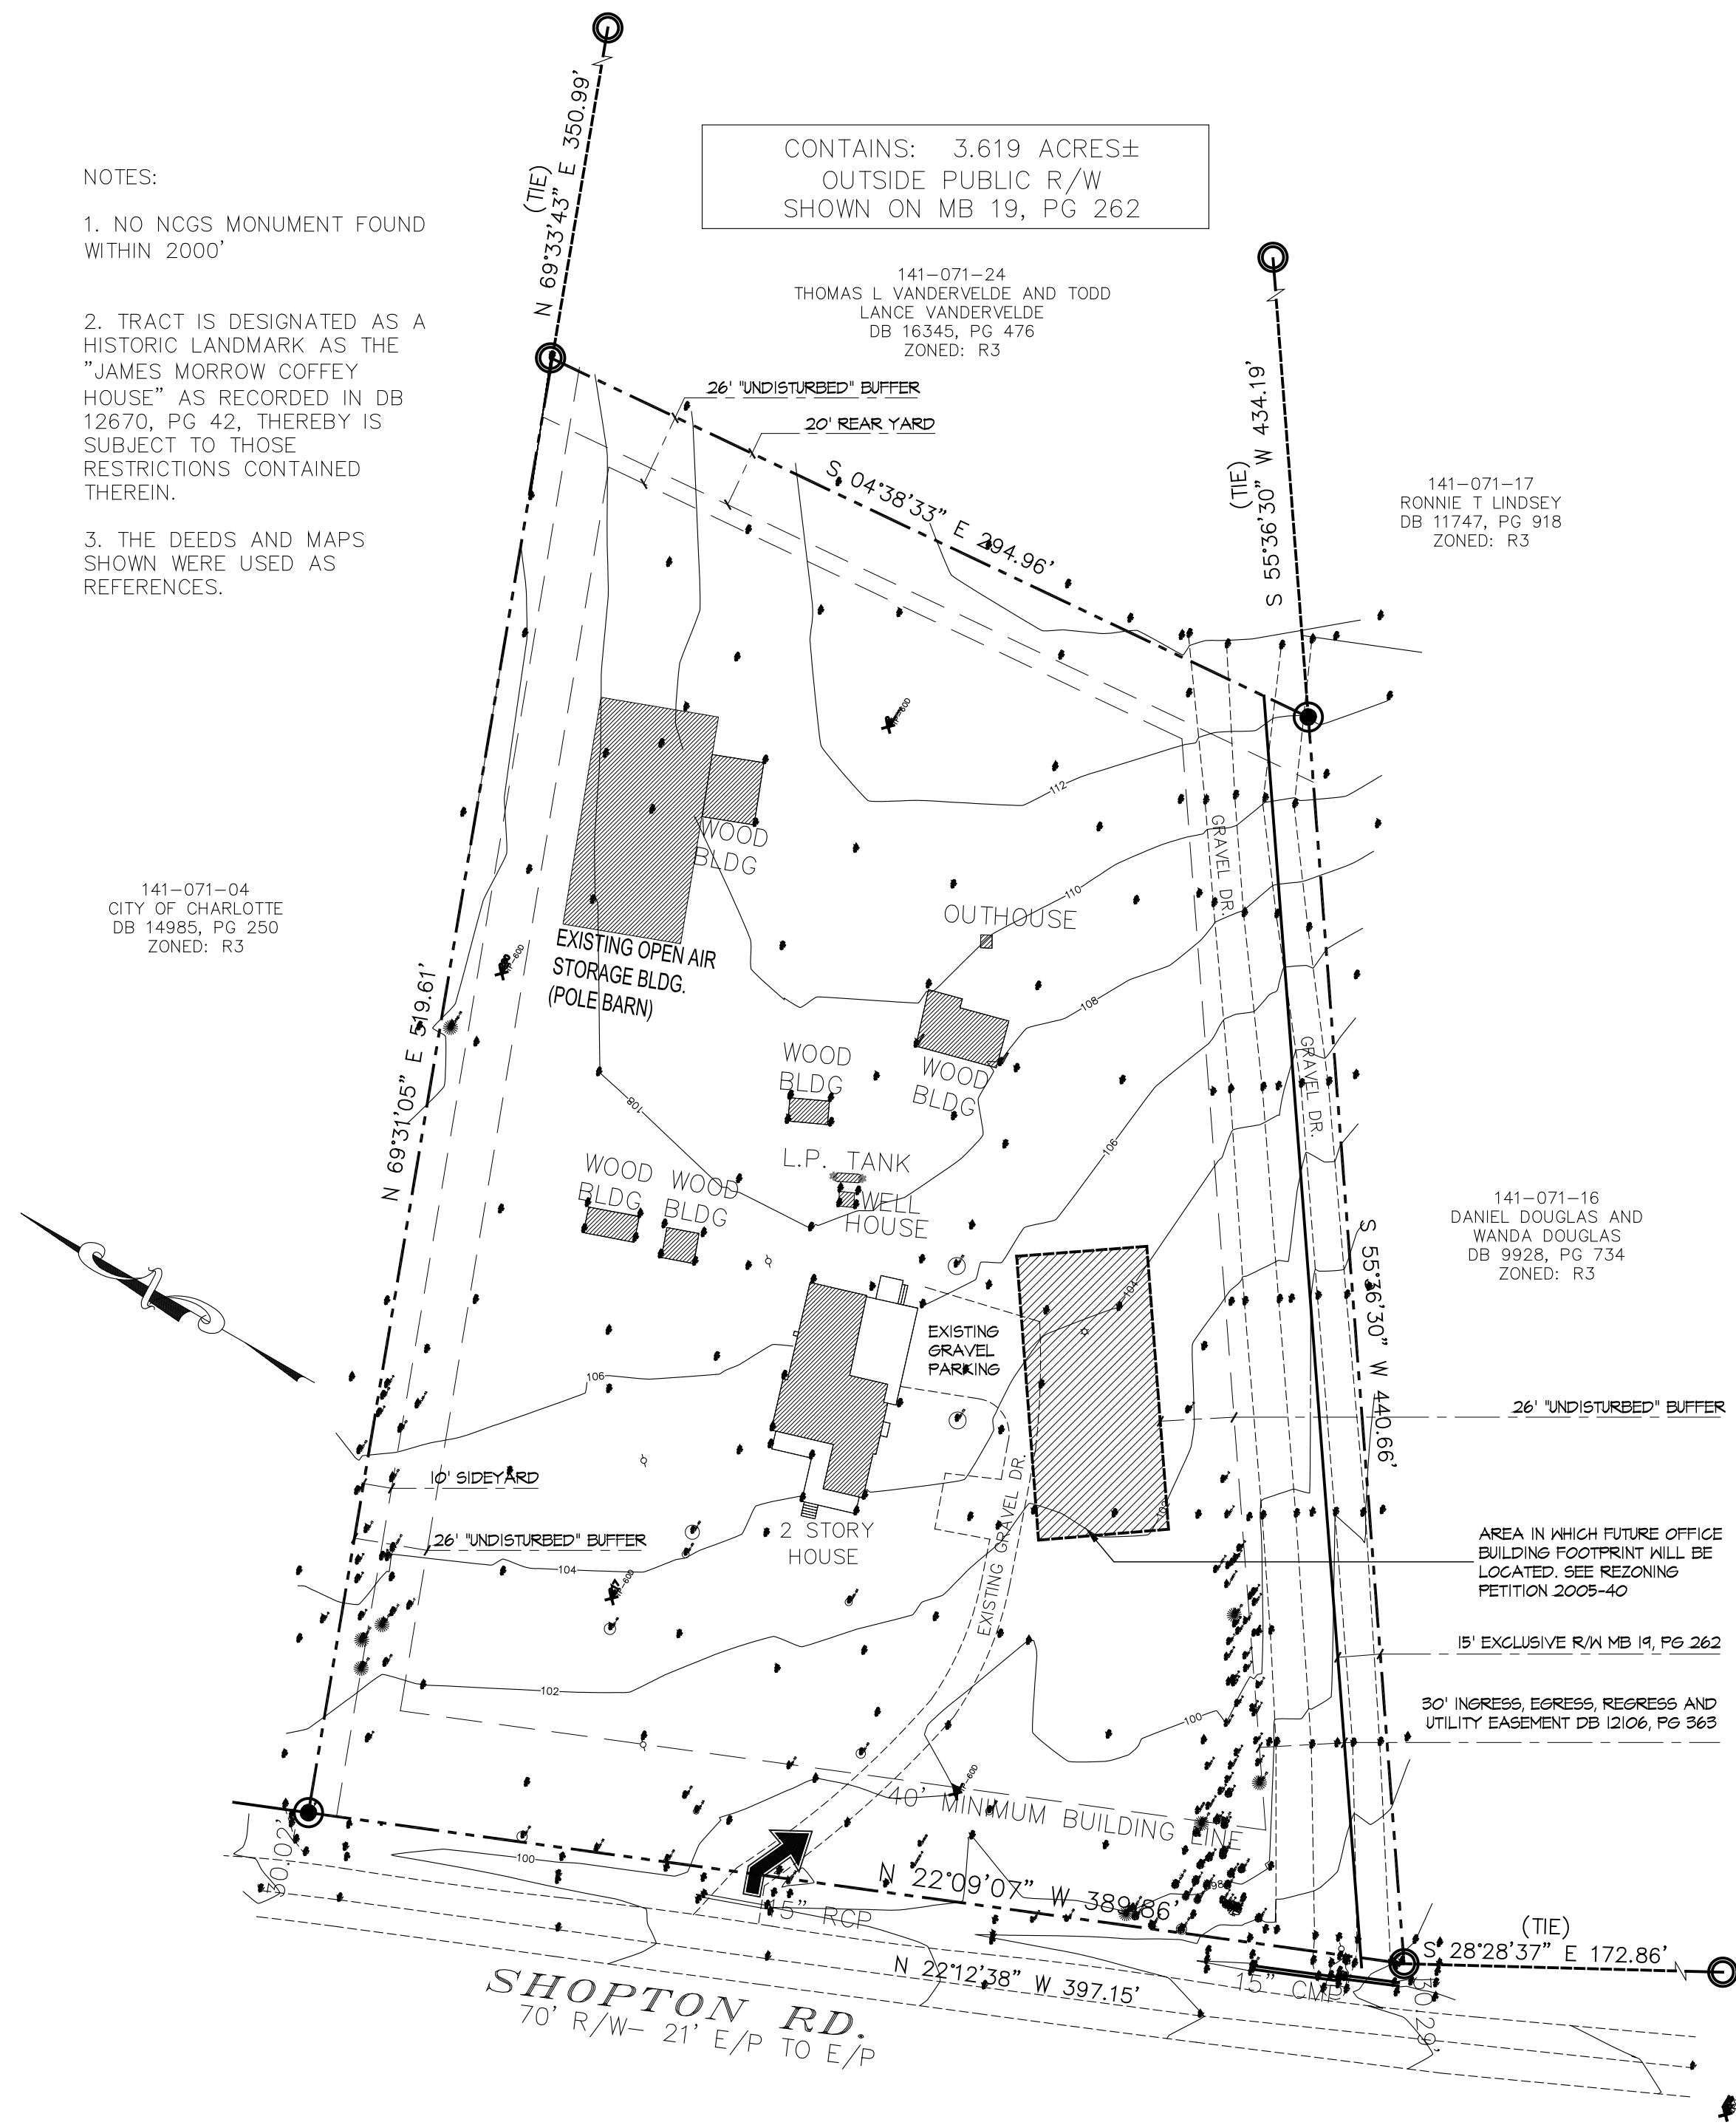 N 69°33'43" E 350.99'
(TIE)
CONTAINS: 3.619 ACRES±
OUTSIDE PUBLIC R/W
SHOWN ON MB 19, PG 262
NOTES:
1. NO NCGS MONUMENT FOUND
WITHIN 2000'
2. TRACT IS DESIGNATED AS A
HISTORIC LANDMARK AS THE
"JAMES MORROW COFFEY
HOUSE" AS RECORDED IN DB
12670, PG 42, THEREBY IS
SUBJECT TO THOSE
RESTRICTIONS CONTAINED
THEREIN.
3. THE DEEDS AND MAPS
SHOWN WERE USED AS
REFERENCES.
141-071-24
THOMAS L VANDERVELDE AND TODD
LANCE VANDERVELDE
DB 16345, PG 476
ZONED: R3
26' "UNDISTURBED" BUFFER
20' REAR YARD
S 04°38'33" E 294.96'
(TIE)
S 55°36'30" W 434.19'
141-071-17
RONNIE T LINDSEY
DB 11747, PG 918
ZONED: R3
112
WOOD
BLDG
GRAVEL DR.
110
141-071-04
CITY OF CHARLOTTE
DB 14985, PG 250
ZONED: R3
OUTHOUSE
EXISTING OPEN AIR
STORAGE BLDG.
(POLE BARN)
N 69°31'05" E 519.61'
108
GRAVEL DR.
WOOD
BLDG
WOOD
BLDG
108
106
L.P. TANK
WELL
HOUSE
WOOD
BLDG
WOOD
BLDG
141-071-16
DANIEL DOUGLAS AND
WANDA DOUGLAS
DB 9928, PG 734
ZONED: R3
S 55°36'30" W 440.66'
104
EXISTING
GRAVEL
PARKING
106
26' "UNDISTURBED" BUFFER
10' SIDEYARD
102
EXISTING GRAVEL DR.
2 STORY
HOUSE
26' "UNDISTURBED" BUFFER
104
AREA IN WHICH FUTURE OFFICE
BUILDING FOOTPRINT WILL BE
LOCATED. SEE REZONING
PETITION 2005-40
15' EXCLUSIVE R/W MB 19, PG 262
102
30' INGRESS, EGRESS, REGRESS AND
UTILITY EASEMENT DB 12106, PG 363
100
40' MINIMUM BUILDING LINE
30.02'
100
98
N 22°09'07" W 389.86'
15" RCP
(TIE)
S 28°28'37" E 172.86'
N 22°12'38" W 397.15'
15" CMP
30.29'
SHOPTON RD.
70' R/W- 21' E/P TO E/P